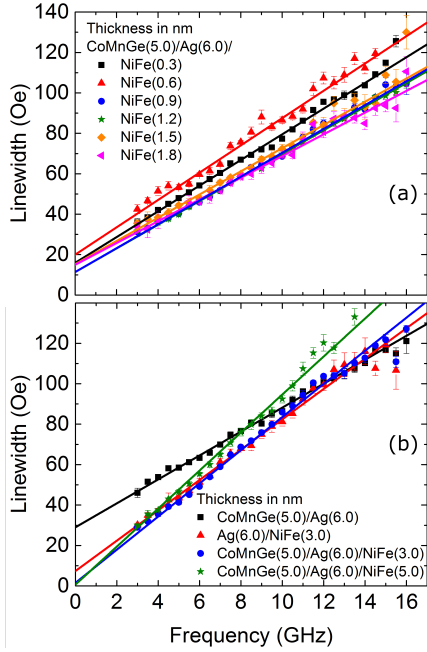 140
120
100
80
60
40
20
0
Linewidth (Oe)
Thickness in nm
CoMnGe(5.0)/Ag(6.0)/
NiFe(0.3)
NiFe(0.6)
NiFe(0.9)
NiFe(1.2)
NiFe(1.5)
NiFe(1.8)
(a)
120
100
80
60
40
20
0
Linewidth (Oe)
(b)
Thickness in nm
CoMnGe(5.0)/Ag(6.0)
Ag(6.0)/NiFe(3.0)
CoMnGe(5.0)/Ag(6.0)/NiFe(3.0)
CoMnGe(5.0)/Ag(6.0)/NiFe(5.0)
0 2 4 6 8 10 12 14 16
Frequency (GHz)